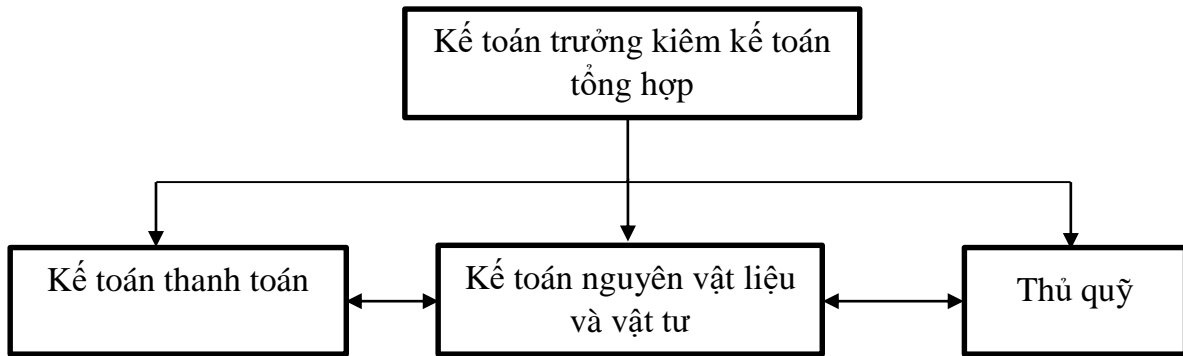 Kế toán trưởng kiêm kế toán
tổng hợp
Kế toán thanh toán
Kế toán nguyên vật liệu
và vật tư
Thủ quỹ